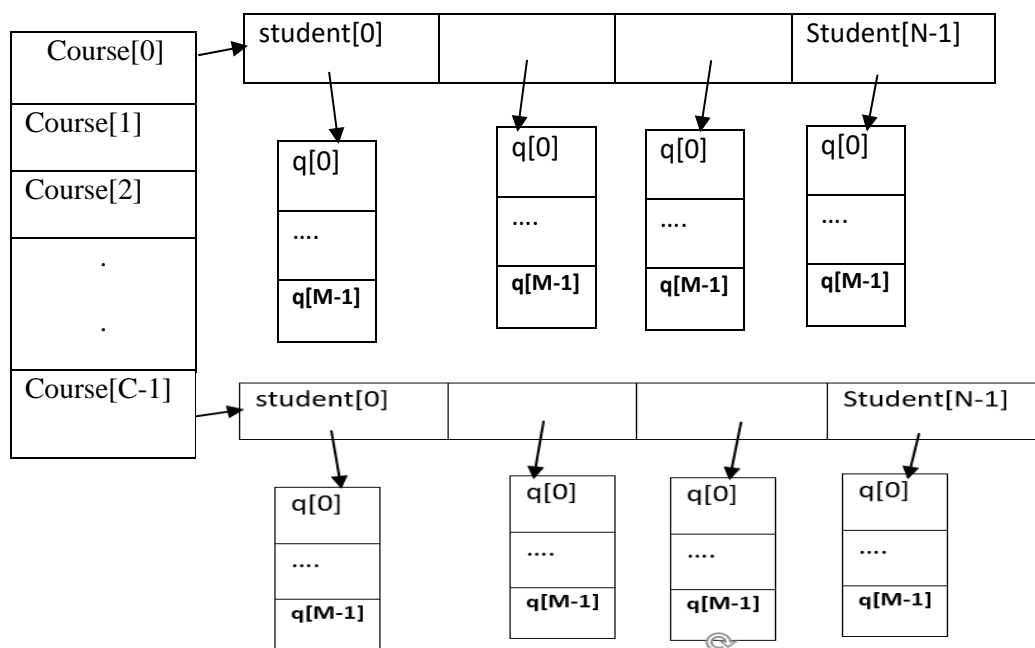 Course[0]
Course[1]
Course[2]
.
.
Course[C-1]
student[0] Student[N-1]
q[0] q[0] q[0] q[0]
.... .... .... ....
q[M-1] q[M-1] q[M-1] q[M-1]
student[0] Student[N-1]
q[0] q[0] q[0] q[0]
.... .... .... ....
q[M-1] q[M-1] q[M-1] q[M-1]